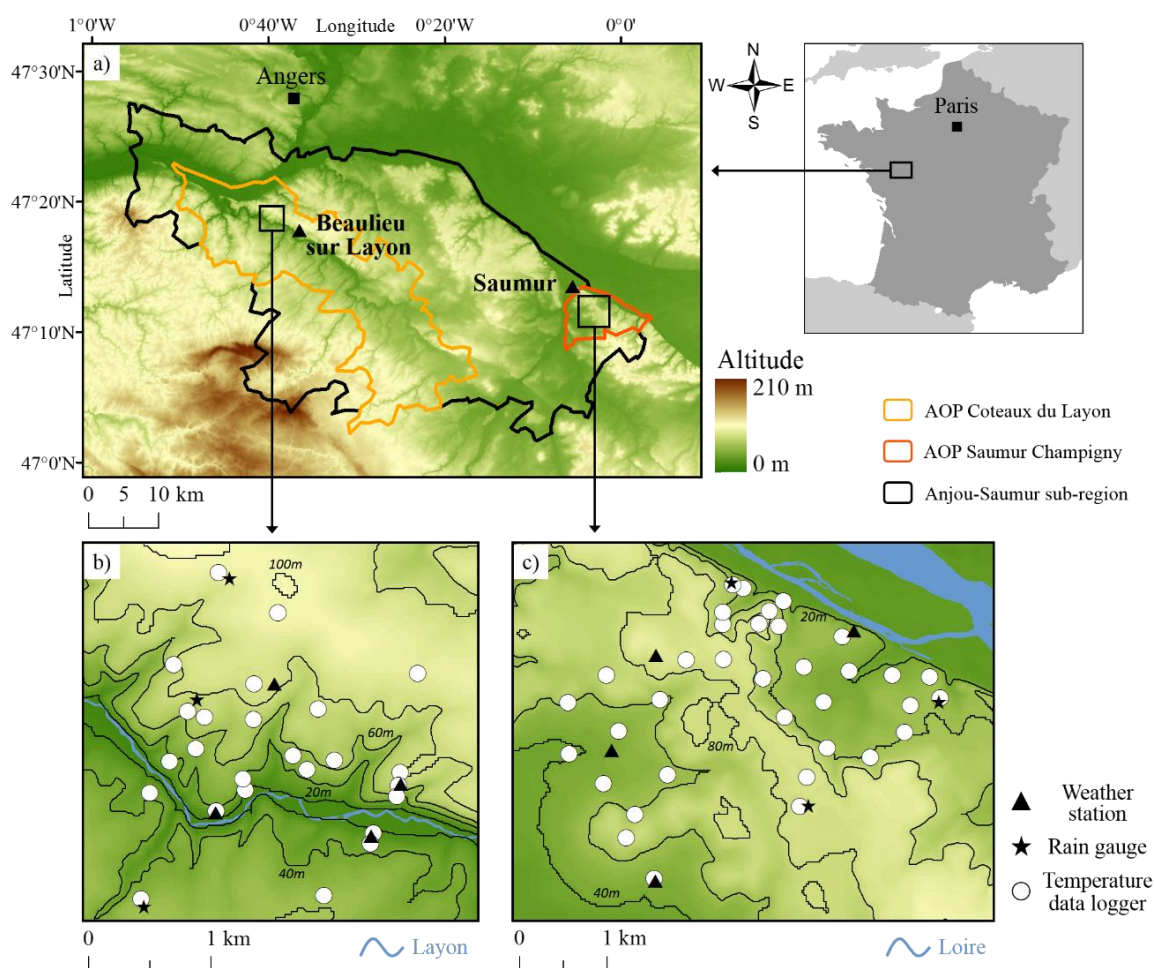 1°0'W
0°40'W
Longitude
0°20'W
0°0'
47°30'N
47°20'N
Latitude
47°10'N
47°0'N
a)
Angers
Beaulieu
sur Layon
Saumur
0 5 10 km
N
W E
S
Paris
Altitude
210 m
0 m
AOP Coteaux du Layon
AOP Saumur Champigny
Anjou-Saumur sub-region
b)
100m
60m
20m
40m
0 1 km
Layon
c)
20m
80m
40m
0 1 km
Loire
Weather
station
Rain gauge
Temperature
data logger